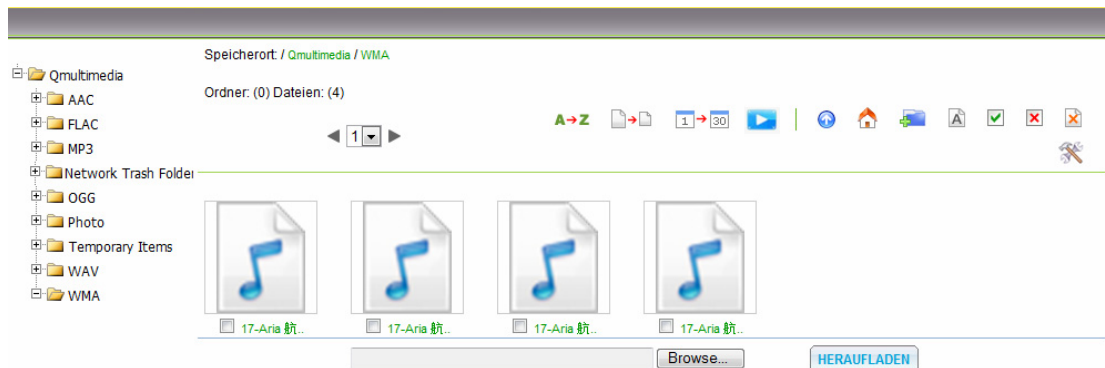 Speicherort: / Qmultimedia / WMA
Qmultimedia
AAC
FLAC
MP3
Network Trash Folder
OGG
Photo
Temporary Items
WAV
WMA
Ordner: (0) Dateien: (4)
1
A→Z
1→30
A
17-Aria 航..
17-Aria 航..
17-Aria 航..
17-Aria 航..
Browse...
HERAUFLADEN